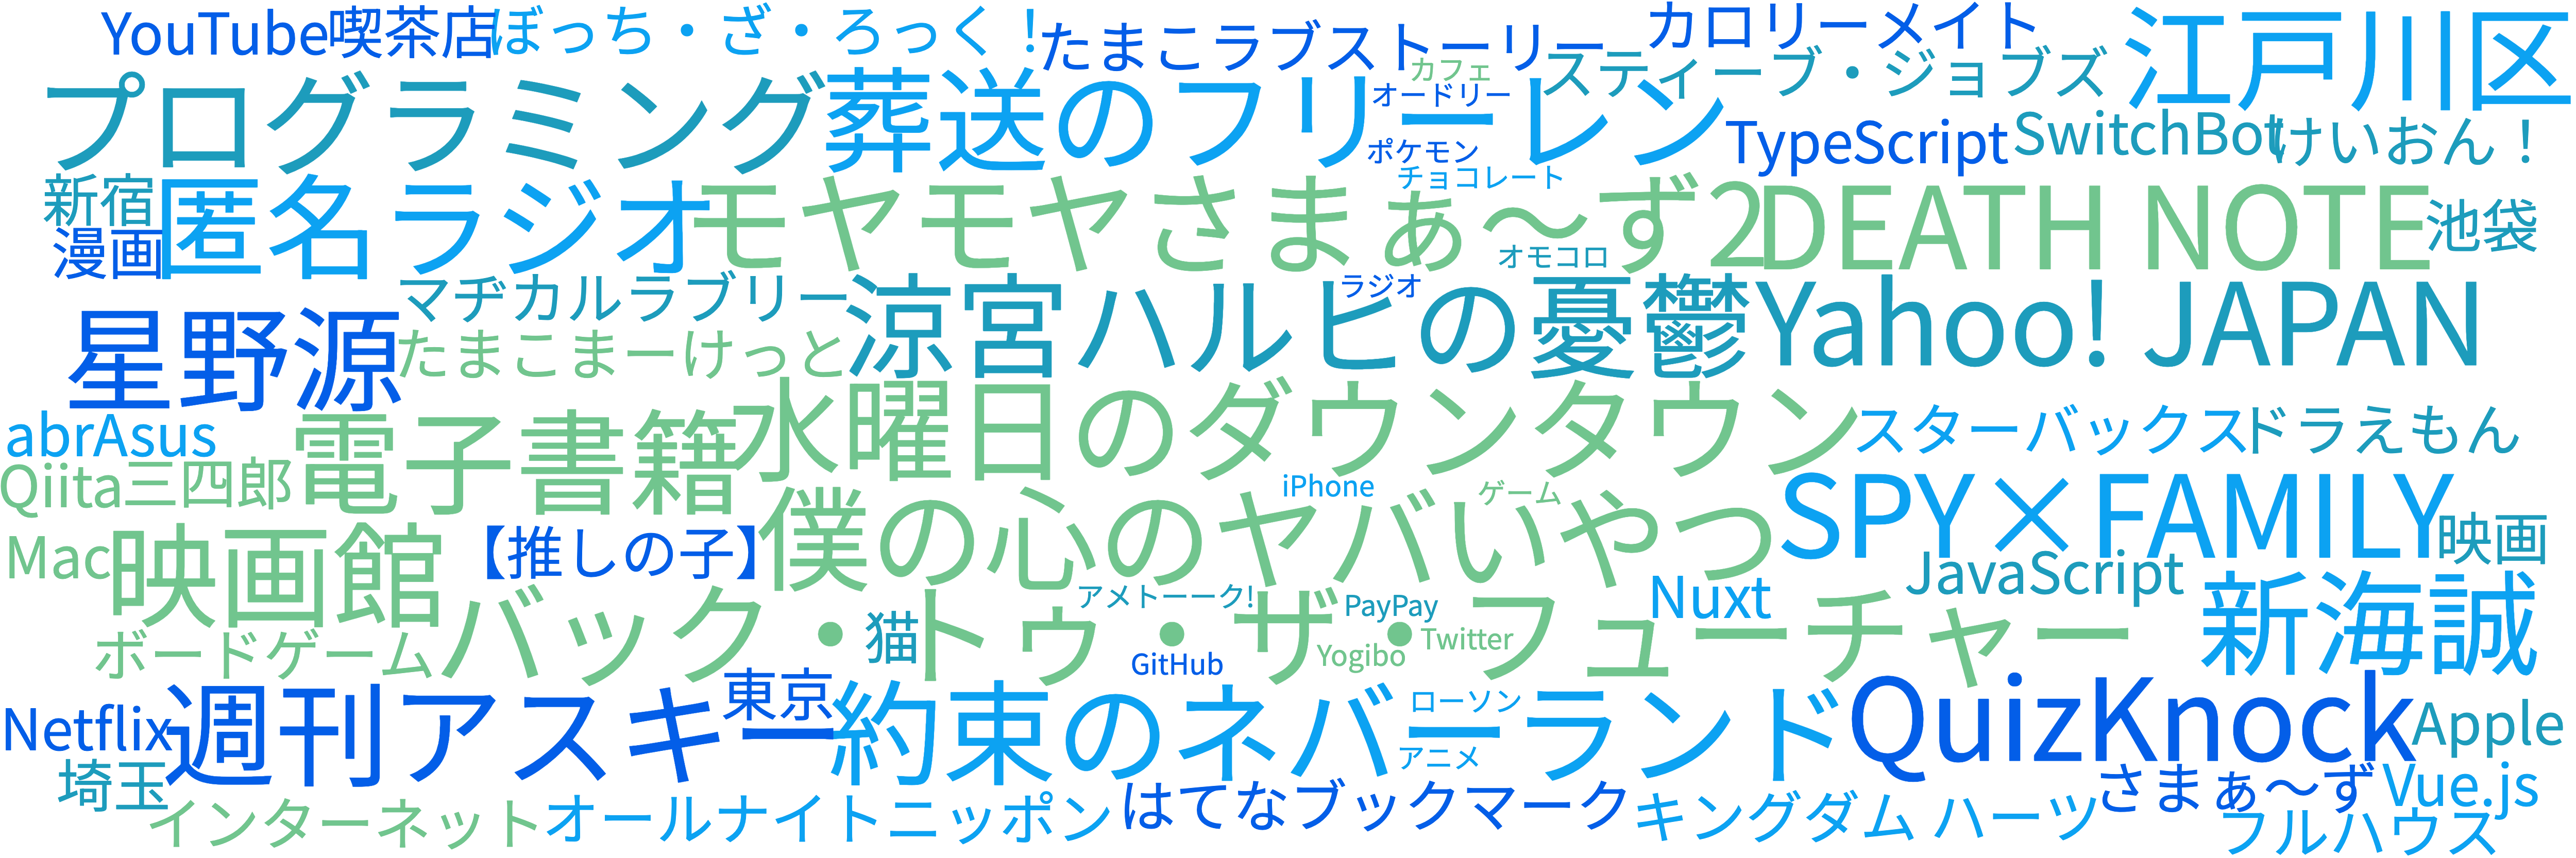 YouTube
喫茶店
ぼっち・ざ・ろっく！
たまこラブストーリー
カロリーメイト
江戸川区
カフェ
スティーブ・ジョブズ
プログラミング
葬送のフリーレン
オードリー
ポケモン
TypeScript
SwitchBot
けいおん！
チョコレート
新宿
匿名ラジオ
モヤモヤさまぁ～ず2
DEATH NOTE
池袋
漫画
オモコロ
マヂカルラブリー
涼宮ハルヒの憂鬱
ラジオ
Yahoo! JAPAN
星野源
たまこまーけっと
abrAsus
電子書籍
水曜日のダウンタウン
スターバックス
ドラえもん
Qiita
三四郎
iPhone
ゲーム
僕の心のヤバいやつ
SPY×FAMILY
映画
Mac
映画館
【推しの子】
アメトーーク!
PayPay
Nuxt
JavaScript
新海誠
ボードゲーム
バック・トゥ・ザ・フューチャー
猫
GitHub
Yogibo
Twitter
Netflix
週刊アスキー
東京
約束のネバーランド
ローソン
アニメ
QuizKnock
Apple
埼玉
インターネット
オールナイトニッポン
はてなブックマーク
キングダム ハーツ
さまぁ～ず
Vue.js
フルハウス